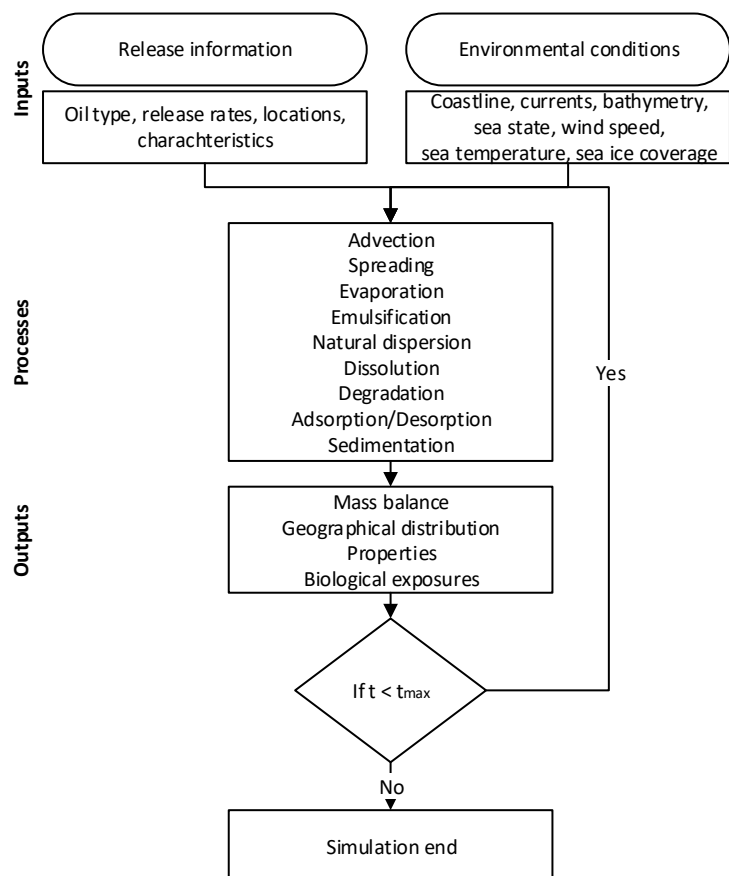 Inputs
Release information
Environmental conditions
Oil type, release rates, locations,
charachteristics
Coastline, currents, bathymetry,
sea state, wind speed,
sea temperature, sea ice coverage
Processes
Advection
Spreading
Evaporation
Emulsification
Natural dispersion
Dissolution
Degradation
Adsorption/Desorption
Sedimentation
Yes
Outputs
Mass balance
Geographical distribution
Properties
Biological exposures
If t < tmax
No
Simulation end